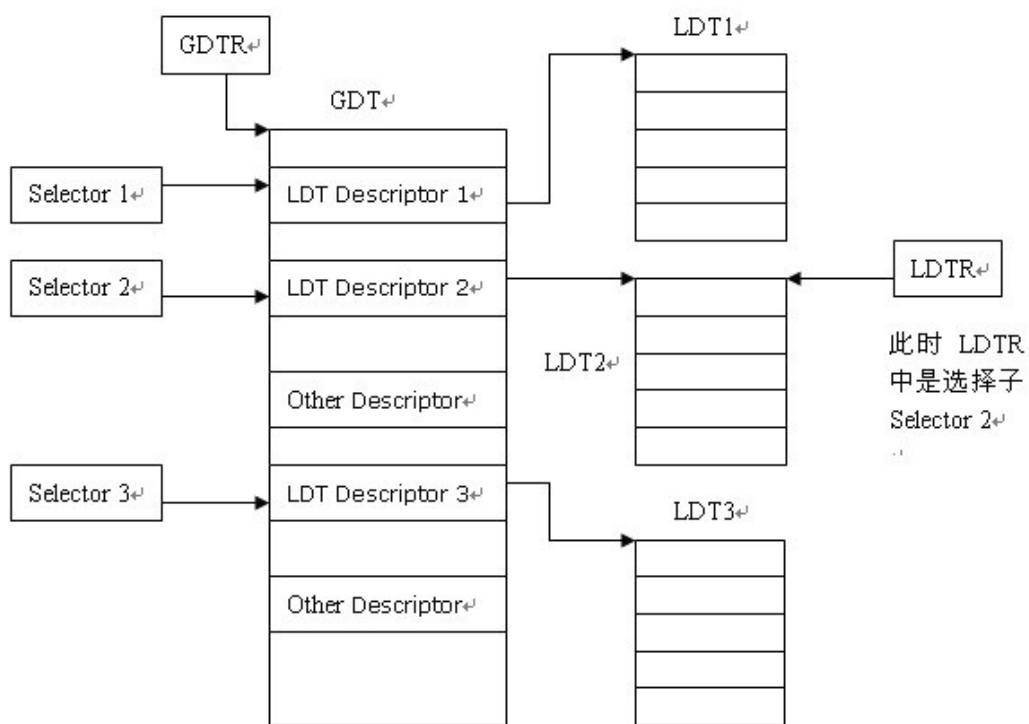 GDTR↵
GDT↵
LDT1↵
Selector 1↵
LDT Descriptor 1↵
Selector 2↵
LDT Descriptor 2↵
LDTR↵
LDT2↵
此时 LDTR
中是选择子
Selector 2↵
↵
Other Descriptor↵
Selector 3↵
LDT Descriptor 3↵
LDT3↵
Other Descriptor↵